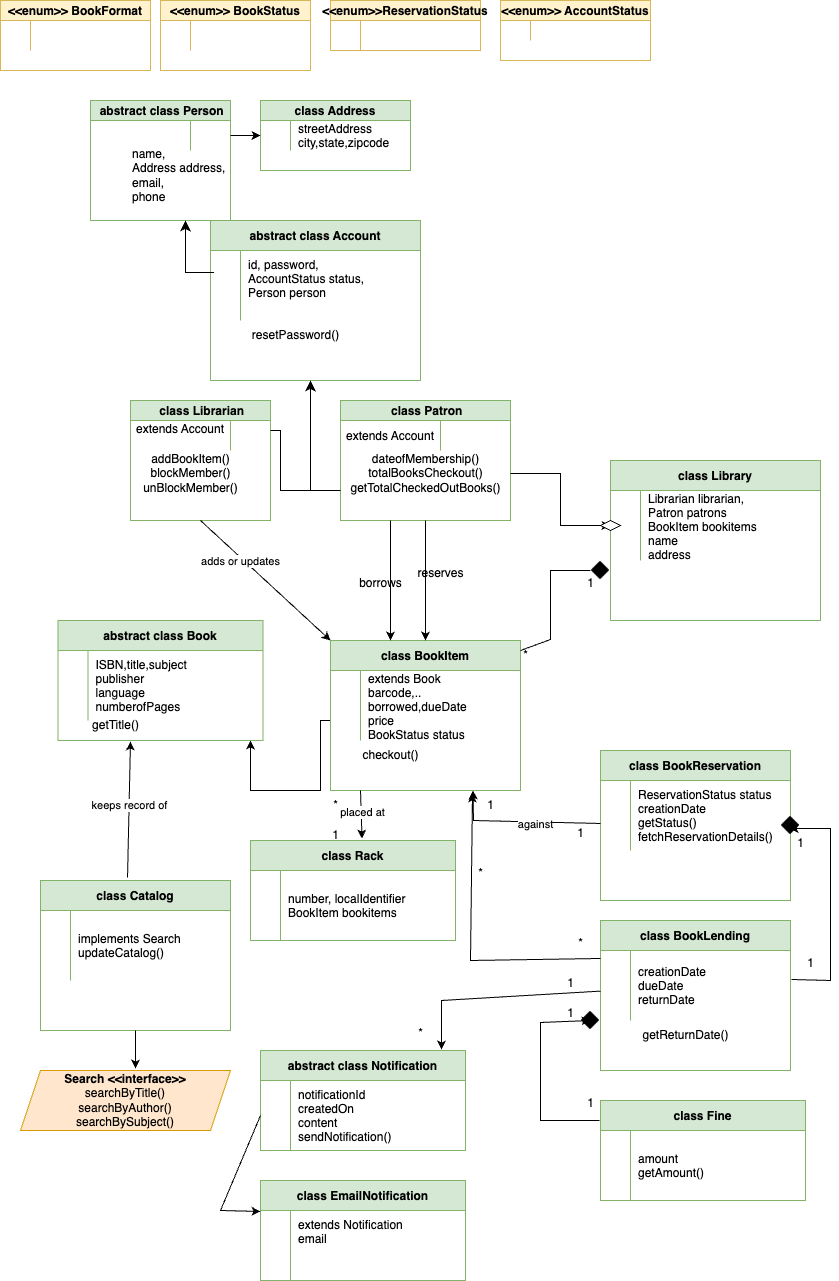 <<enum>> BookFormat
<<enum>> BookStatus
<<enum>>ReservationStatus
<<enum>> AccountStatus
abstract class Person
name,
Address address,
email,
phone
class Address
streetAddress
city,state,zipcode
abstract class Account
id, password,
AccountStatus status,
Person person
resetPassword()
class Librarian
extends Account
addBookItem()
blockMember()
unBlockMember()
class Patron
extends Account
dateofMembership()
totalBooksCheckout()
getTotalCheckedOutBooks()
class Library
Librarian librarian,
Patron patrons
BookItem bookitems
name
address
adds or updates
borrows
reserves
1
*
abstract class Book
ISBN,title,subject
publisher
language
numberofPages
getTitle()
class BookItem
extends Book
barcode,..
borrowed,dueDate
price
BookStatus status
checkout()
keeps record of
*
placed at
1
1
against
1
*
class BookReservation
ReservationStatus status
creationDate
getStatus()
fetchReservationDetails()
1
class Rack
number, localIdentifier
BookItem bookitems
class Catalog
implements Search
updateCatalog()
*
class BookLending
creationDate
dueDate
returnDate
getReturnDate()
1
1
1
*
Search <<interface>>
searchByTitle()
searchByAuthor()
searchBySubject()
abstract class Notification
notificationId
createdOn
content
sendNotification()
1
class Fine
amount
getAmount()
class EmailNotification
extends Notification
email